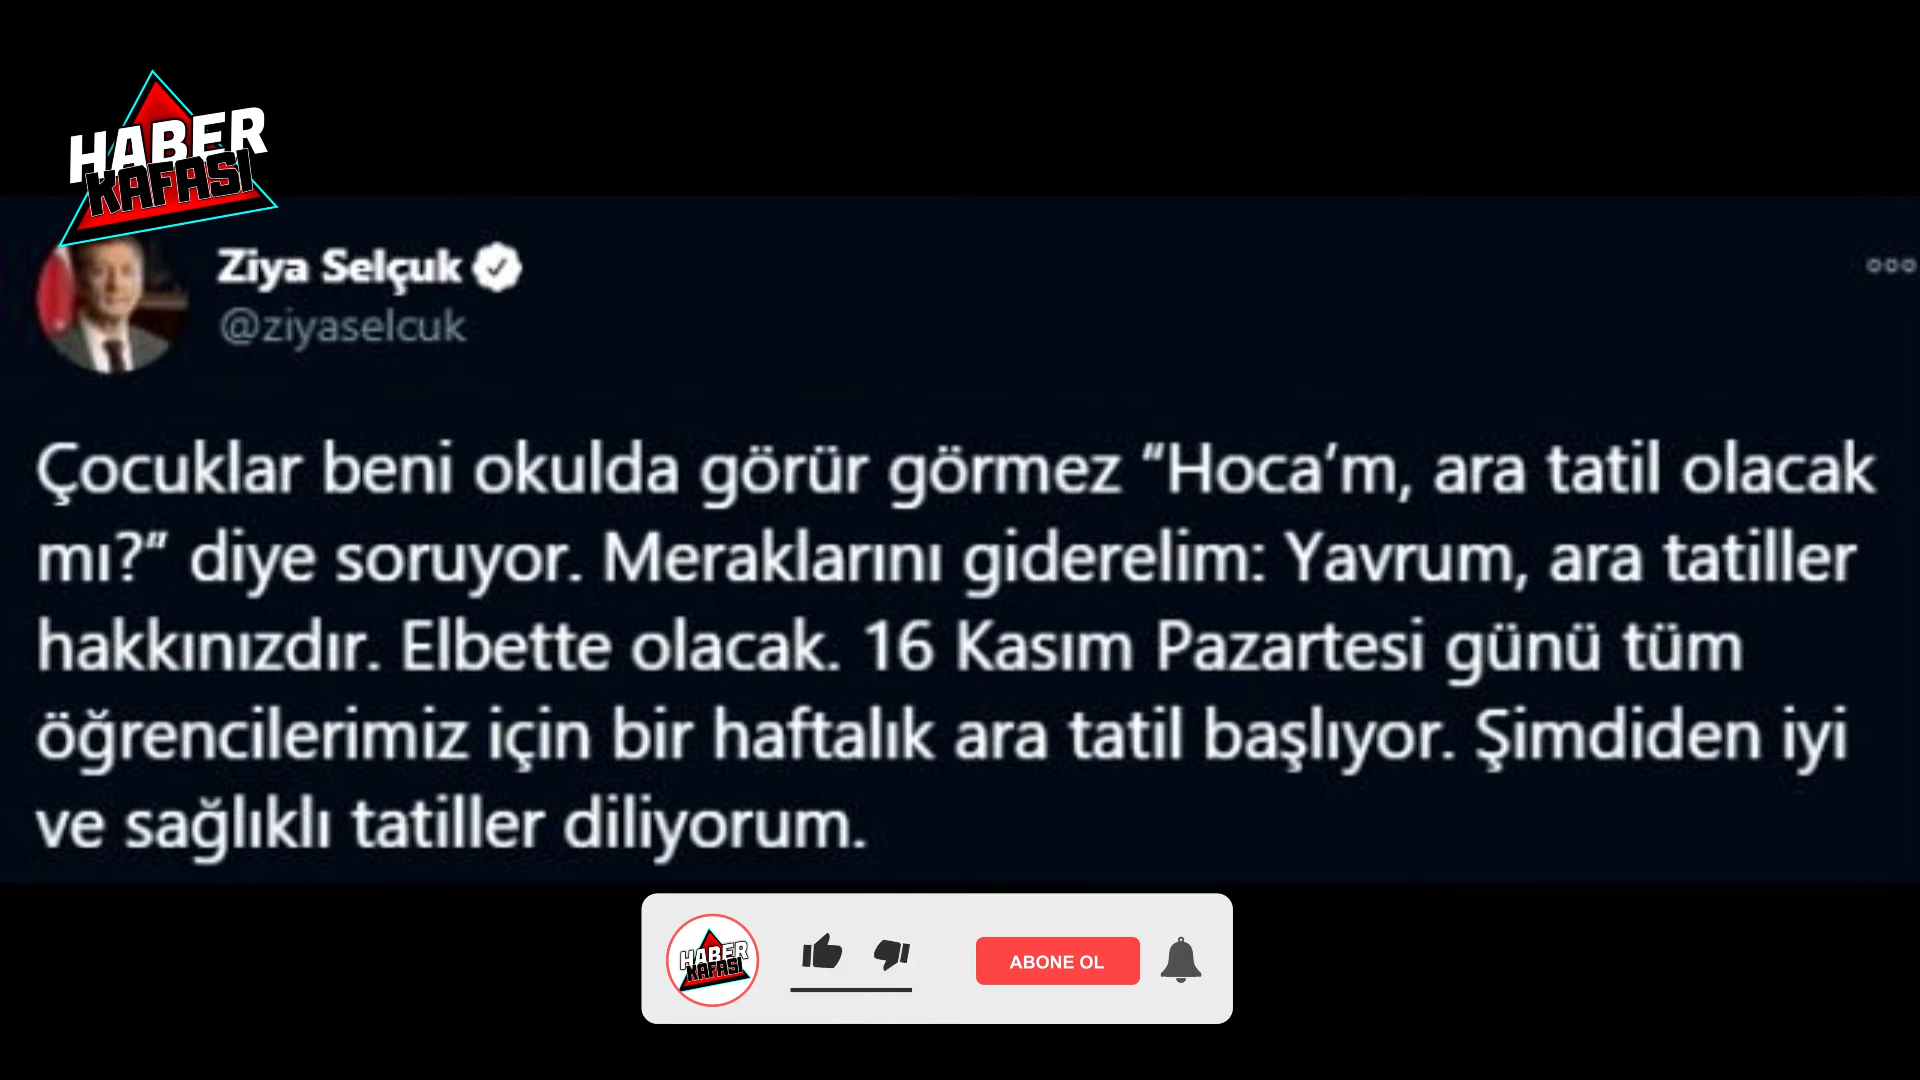 HABER
KAFASI
Ziya Selçuk
@ziyaselcuk
Çocuklar beni okulda görür görmez “Hoca’m, ara tatil olacak
mı?” diye soruyor. Meraklarını giderelim: Yavrum, ara tatiller
hakkınızdır. Elbette olacak. 16 Kasım Pazartesi günü tüm
öğrencilerimiz için bir haftalık ara tatil başlıyor. Şimdiden iyi
ve sağlıklı tatiller diliyorum.
HABER
KAFASI
ABONE OL